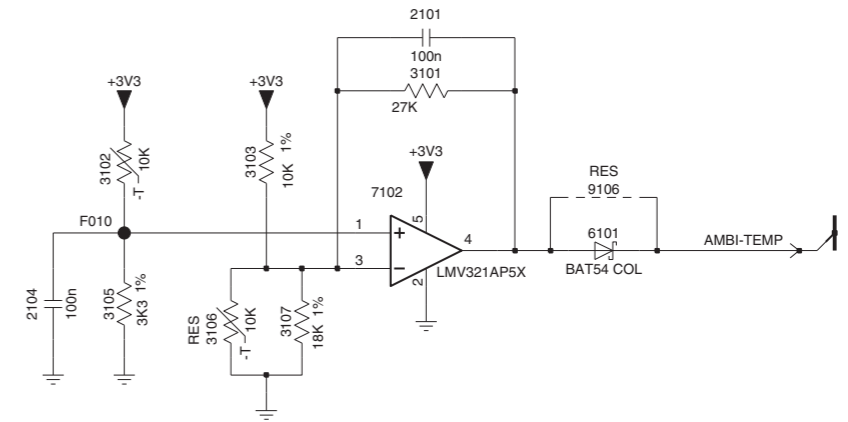 2101
100n
3101
27K
+3V3
+3V3
3102
10K
-T
3103
10K 1%
+3V3
RES
9106
7102
5
F010
1
+
4
6101
AMBI-TEMP
3
−
LMV321AP5X
BAT54 COL
2
2104
100n
3105
3K3 1%
RES
3106
10K
-T
3107
18K 1%